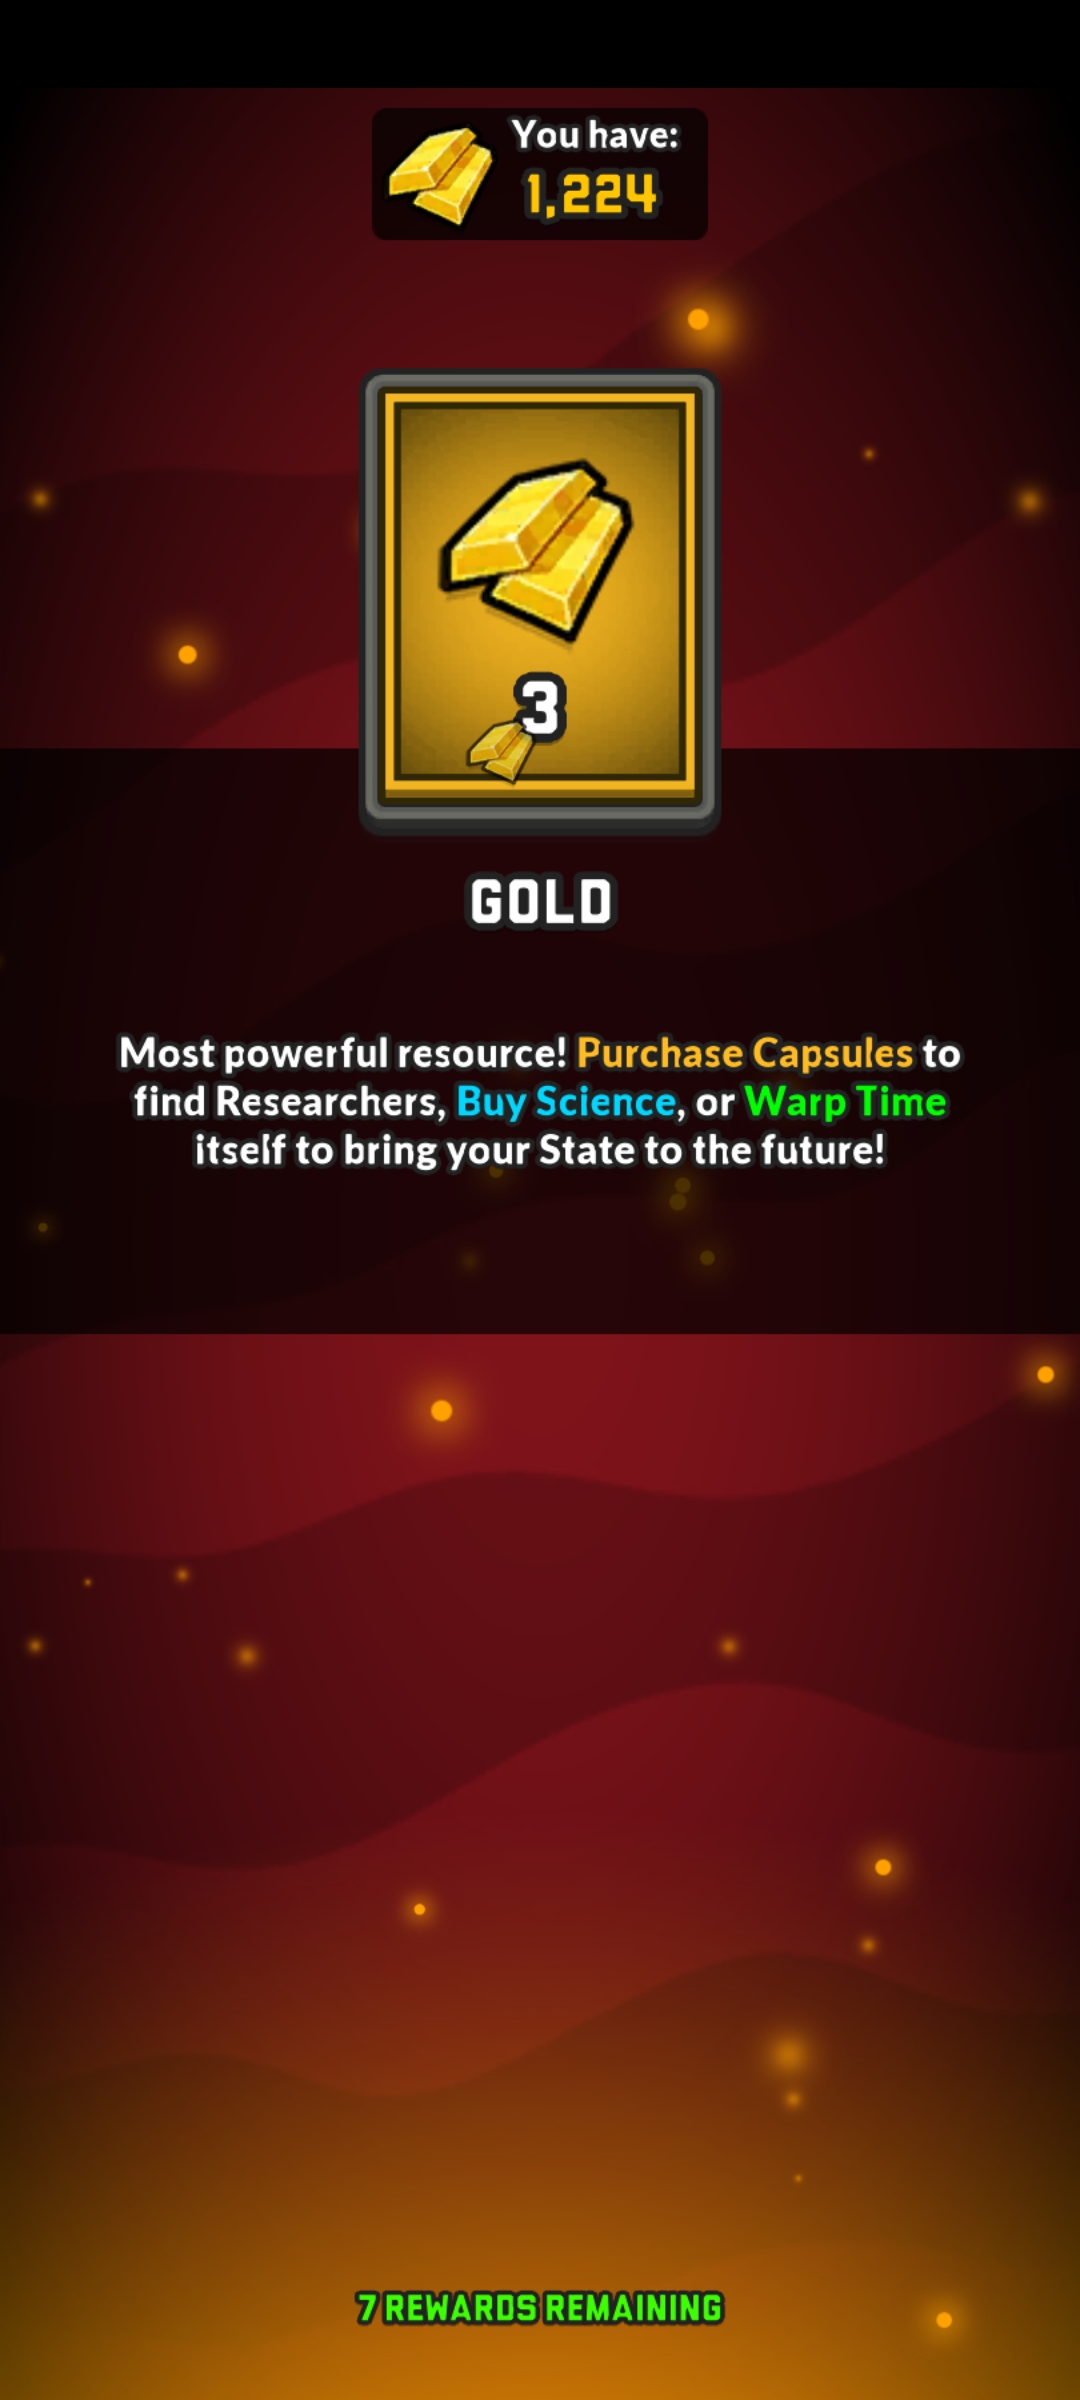 You have:
1,224
3
GOLD
Most powerful resource! Purchase Capsules to
find Researchers, Buy Science, or Warp Time
itself to bring your State to the future!
7 REWARDS REMAINING